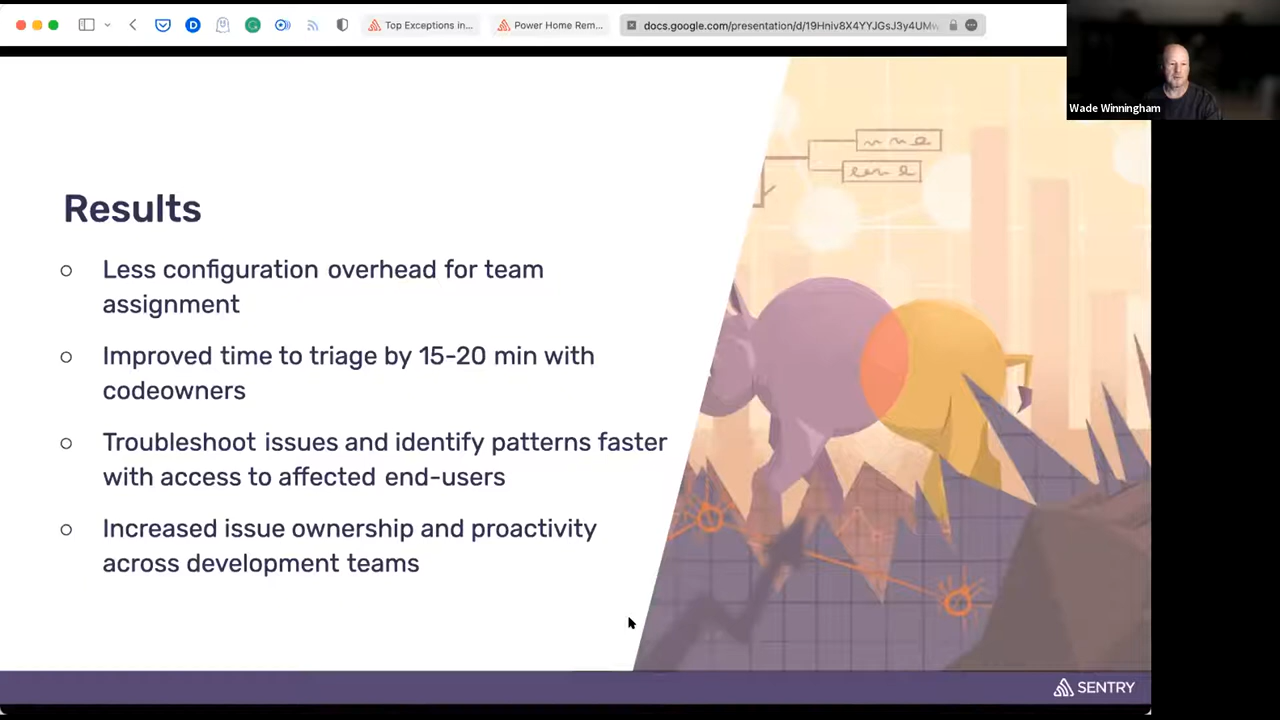 Top Exceptions in...
Power Home Rem...
docs.google.com/presentation/d/19Hniv8X4YYJGsJ3y4UMv
Wade Winningham
Results
Less configuration overhead for team
assignment
Improved time to triage by 15-20 min with
codeowners
Troubleshoot issues and identify patterns faster
with access to affected end-users
Increased issue ownership and proactivity
across development teams
SENTRY